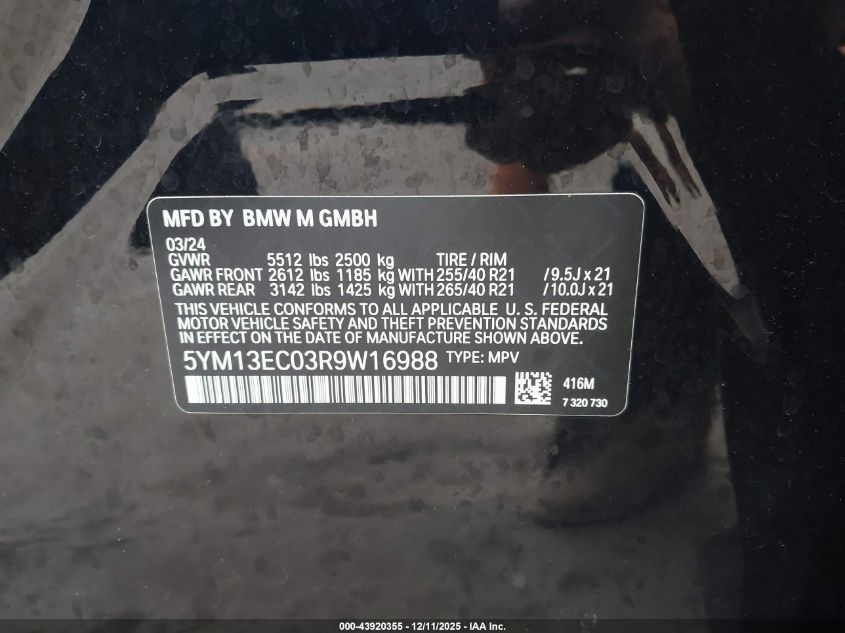 MFD BY BMW M GMBH
03/24
GVWR 5512 lbs 2500 kg TIRE / RIM
GAWR FRONT 2612 lbs 1185 kg WITH 255/40 R21 / 9.5J x 21
GAWR REAR 3142 lbs 1425 kg WITH 265/40 R21 / 10.0J x 21
THIS VEHICLE CONFORMS TO ALL APPLICABLE U. S. FEDERAL
MOTOR VEHICLE SAFETY AND THEFT PREVENTION STANDARDS
IN EFFECT ON THE DATE OF MANUFACTURE SHOWN ABOVE.
5YM13EC03R9W16988 TYPE: MPV
416M
7 320 730
000-43920355 - 12/11/2025 - IAA Inc.